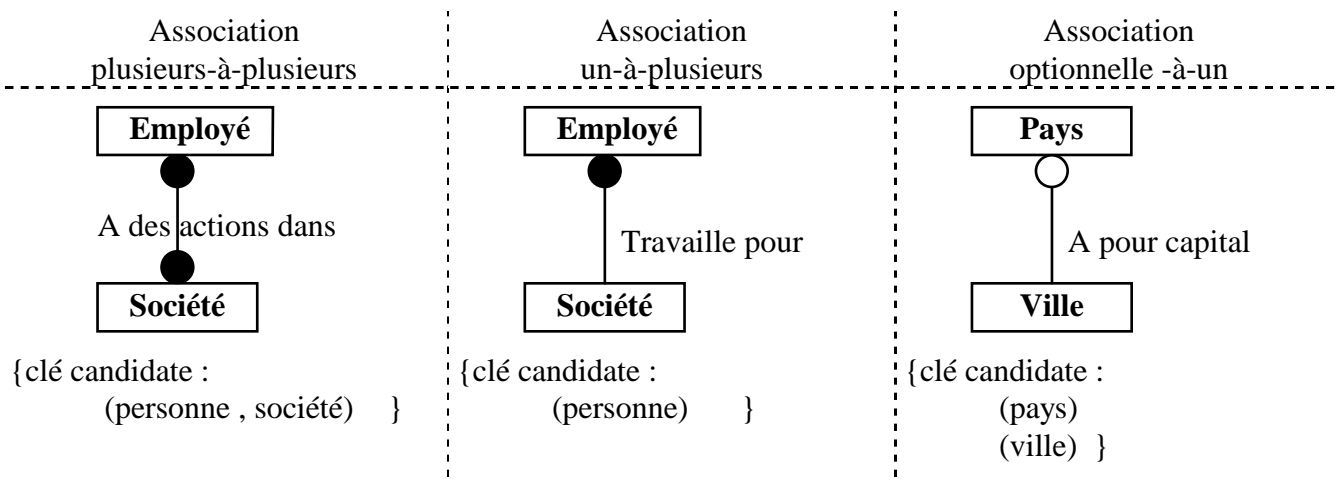 Association
plusieurs-à-plusieurs
Employé
A des actions dans
Société
{clé candidate :
(personne , société) }
Association
un-à-plusieurs
Employé
Travaille pour
Société
{clé candidate :
(personne) }
Association
optionnelle -à-un
Pays
A pour capital
Ville
{clé candidate :
(pays)
(ville) }